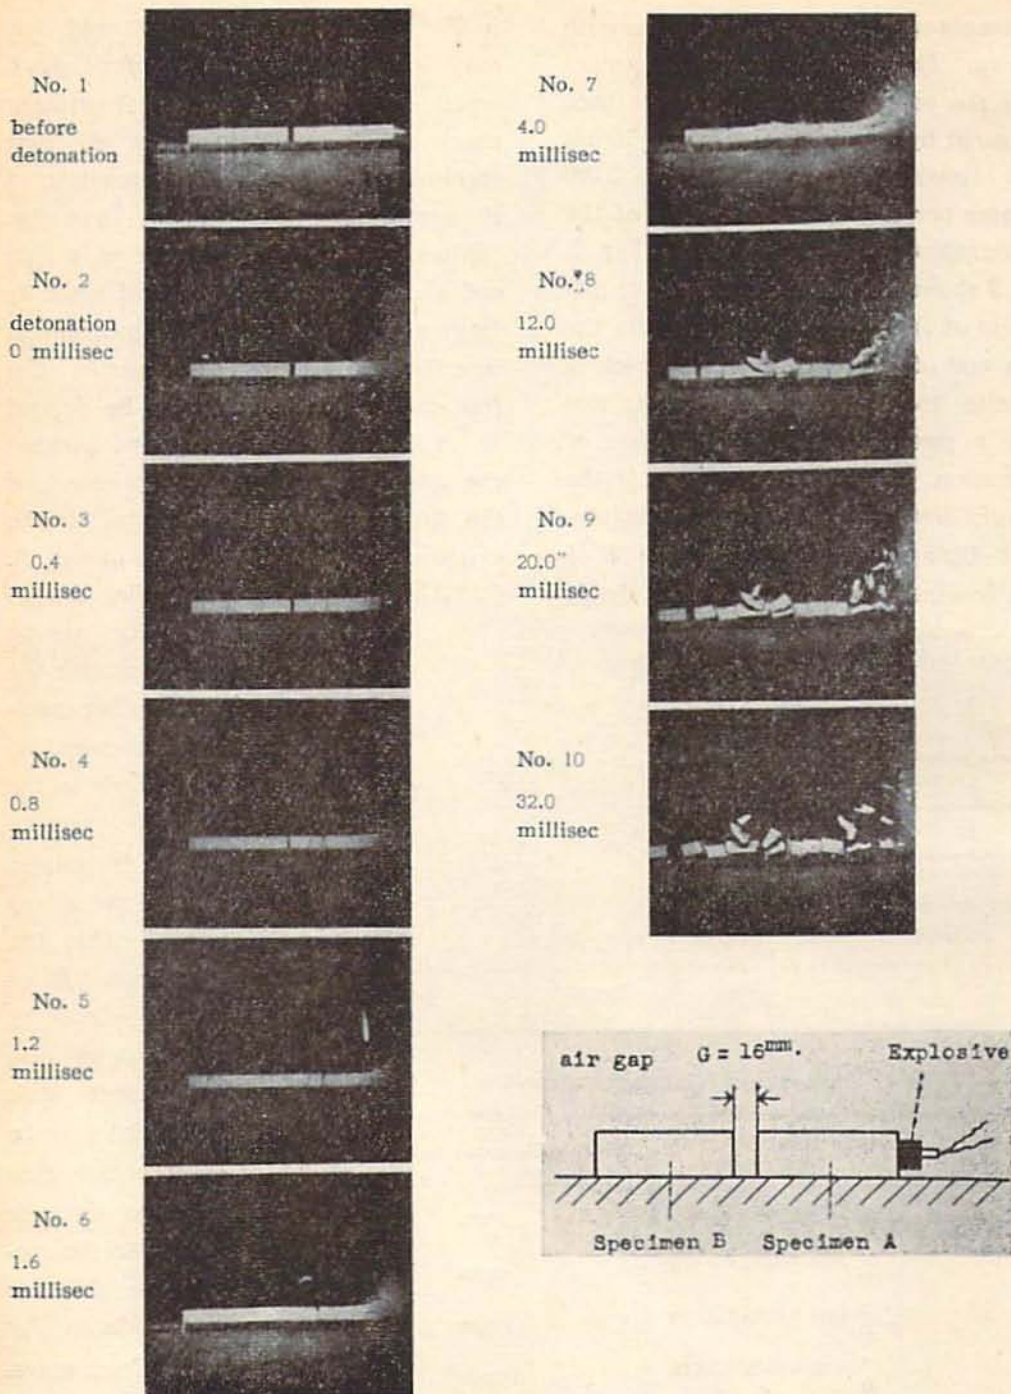 No. 1
before
detonation
No. 2
detonation
0 millisec
No. 3
0.4
millisec
No. 4
0.8
millisec
No. 5
1.2
millisec
No. 6
1.6
millisec
No. 7
4.0
millisec
No. 8
12.0
millisec
No. 9
20.0
millisec
No. 10
32.0
millisec
air gap G = 16mm. Explosive
Specimen B Specimen A